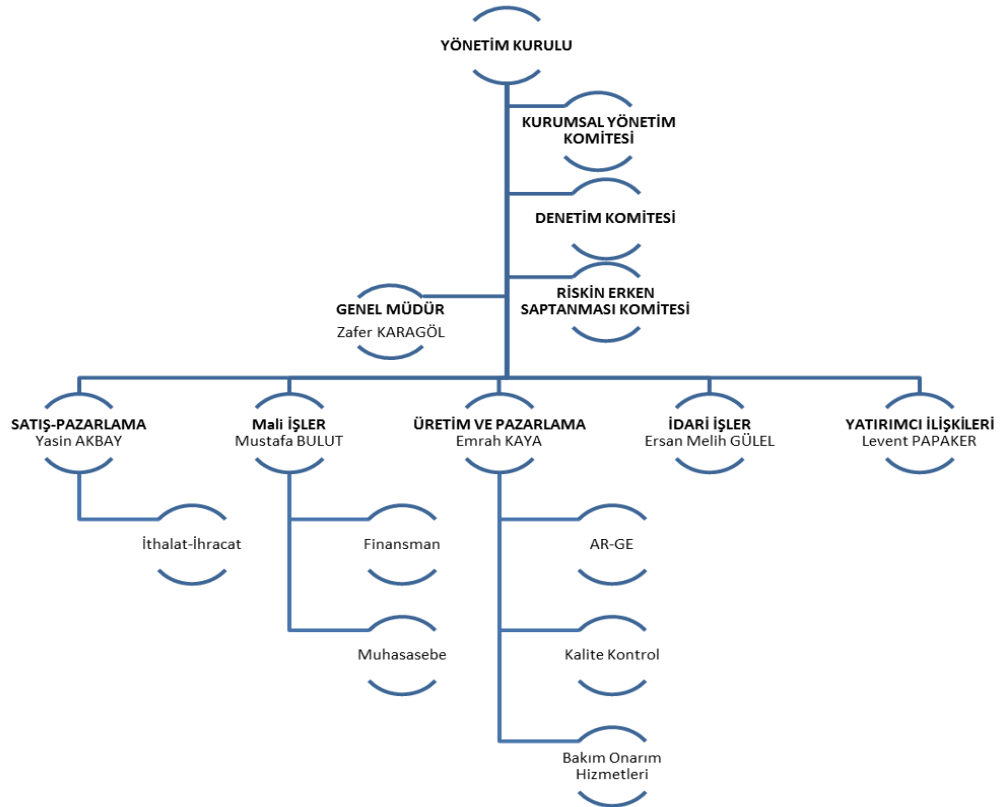 YÖNETİM KURULU
KURUMSAL YÖNETİM
KOMİTESİ
DENETİM KOMİTESİ
RİSKİN ERKEN
SAPTANMASI KOMİTESİ
GENEL MÜDÜR
Zafer KARAGÖL
SATIŞ-PAZARLAMA
Yasin AKBAY
Mali İŞLER
Mustafa BULUT
ÜRETİM VE PAZARLAMA
Emrah KAYA
İDARİ İŞLER
Ersan Melih GÜLEL
YATIRIMCI İLİŞKİLERİ
Levent PAPAKER
İthalat-İhracat
Finansman
AR-GE
Muhasasebe
Kalite Kontrol
Bakım Onarım
Hizmetleri